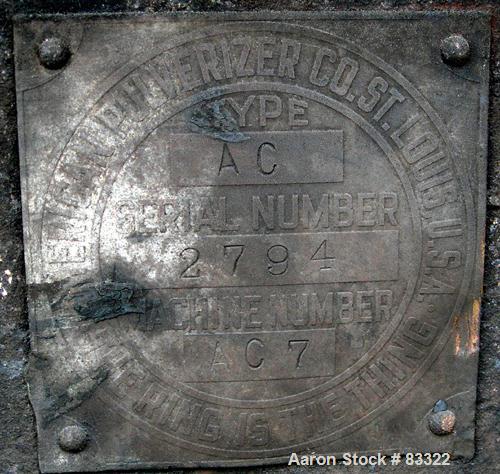 PULVERIZER CO. ST. LOUIS, U.S.A.
TYPE
AC
SERIAL NUMBER
2794
MACHINE NUMBER
AC7
IS THE THING
Aaron Stock # 83322